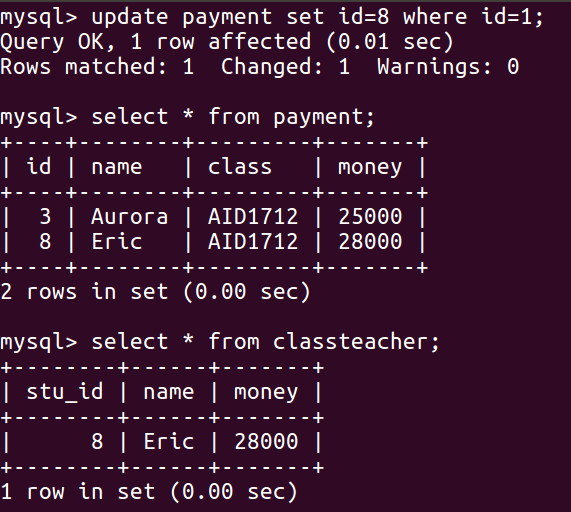 mysql> update payment set id=8 where id=1;
Query OK, 1 row affected (0.01 sec)
Rows matched: 1  Changed: 1  Warnings: 0
mysql> select * from payment;
+----+--------+---------+-------+
| id | name   | class   | money |
+----+--------+---------+-------+
|  3 | Aurora | AID1712 | 25000 |
|  8 | Eric   | AID1712 | 28000 |
+----+--------+---------+-------+
2 rows in set (0.00 sec)
mysql> select * from classteacher;
+--------+------+-------+
| stu_id | name | money |
+--------+------+-------+
|      8 | Eric | 28000 |
+--------+------+-------+
1 row in set (0.00 sec)